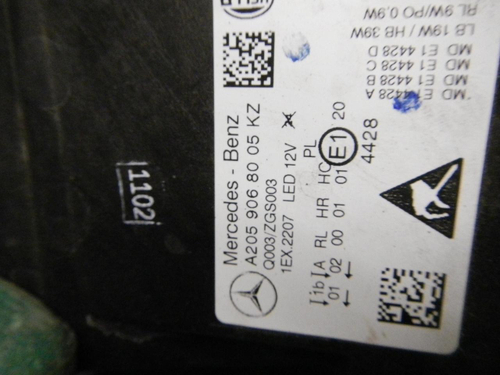 HELLA
Mercedes - Benz
A205 906 80 05 KZ
Q003/ZGS003
1EX.2207 LED 12V
IbIA RL HR HC PL
01 02 00 01 01 E1 20
4428
RL 9W/PO 0,9W
LB 19W / HB 39W
MD E1 4428 D
MD E1 4428 C
MD E1 4428 B
*MD E1 4428 A
1102